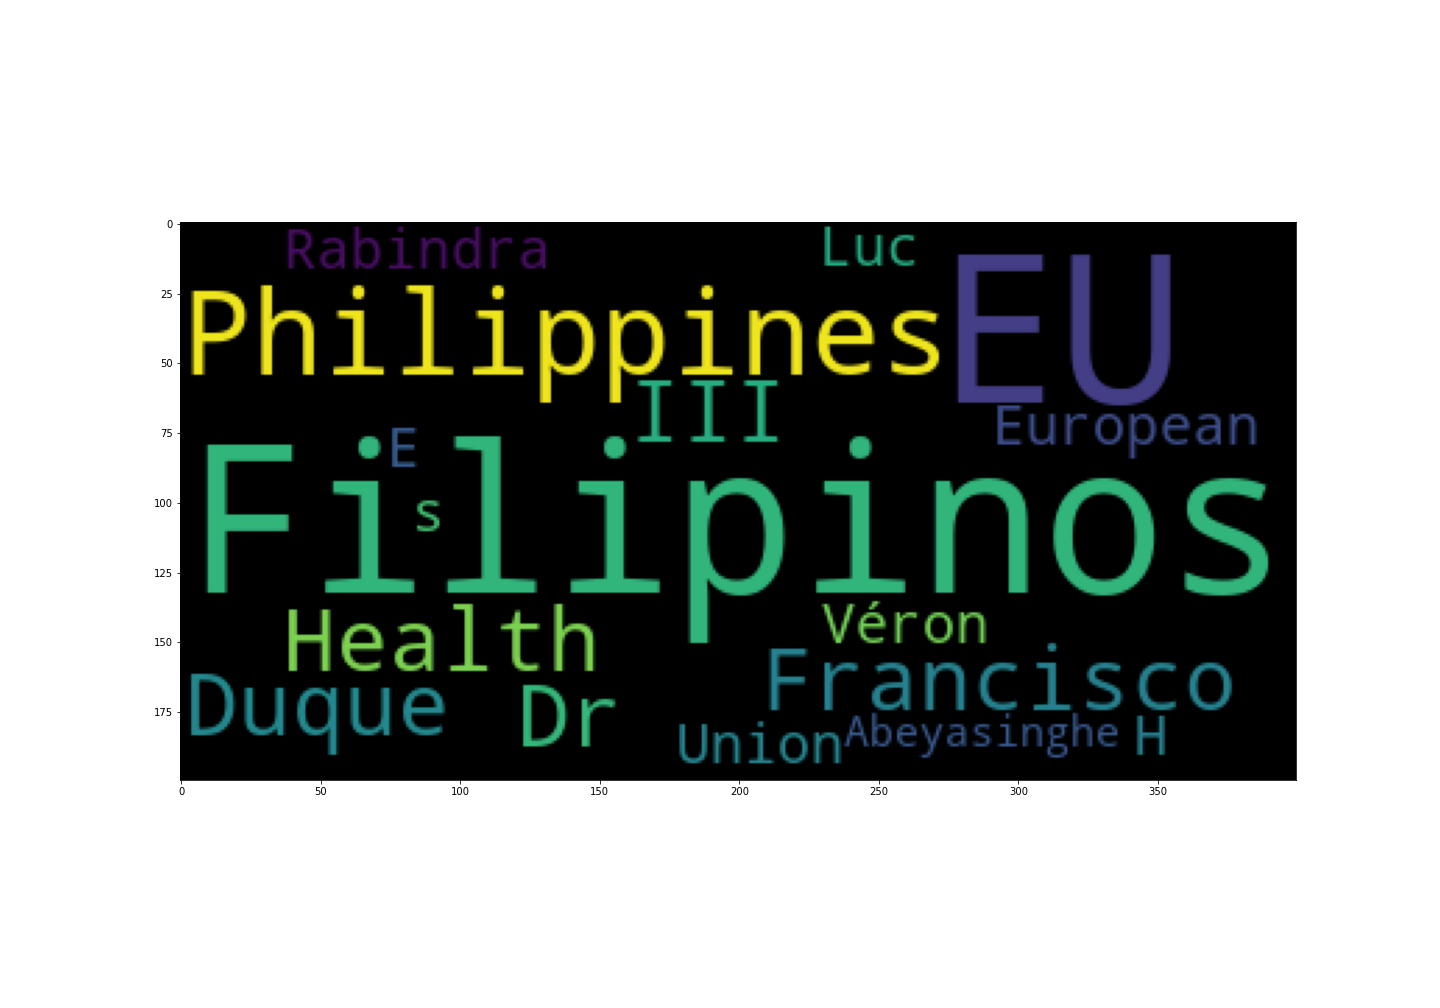 0
Rabindra Luc
EU
25
Philippines
50
III
European
75
E
Filipinos
s
100
125
Health Véron
150
Francisco
Duque Dr
175
Union Abeyasinghe H
0 50 100 150 200 250 300 350